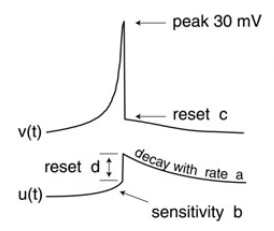 peak 30 mV
reset c
v(t)
reset d
decay with rate a
u(t)
sensitivity b